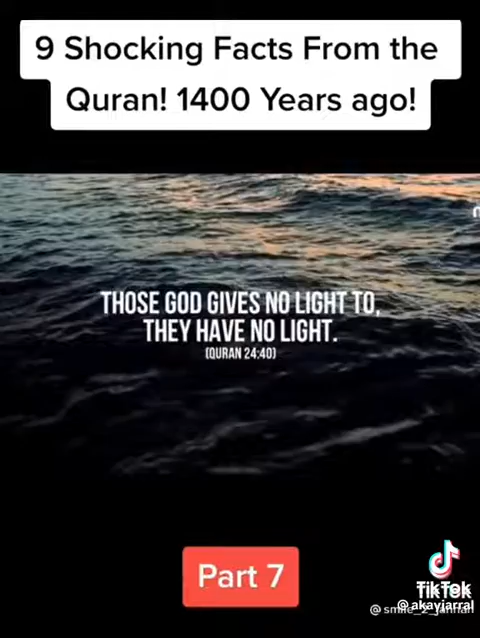 9 Shocking Facts From the
Quran! 1400 Years ago!
THOSE GOD GIVES NO LIGHT TO,
THEY HAVE NO LIGHT.
(QURAN 24:40)
Part 7
TikTok
@akayjarral